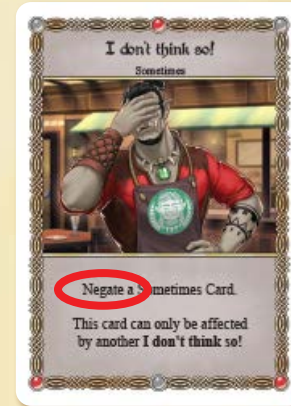 I don't think so!
Sometimes
Negate a Sometimes Card.
This card can only be affected
by another I don't think so!